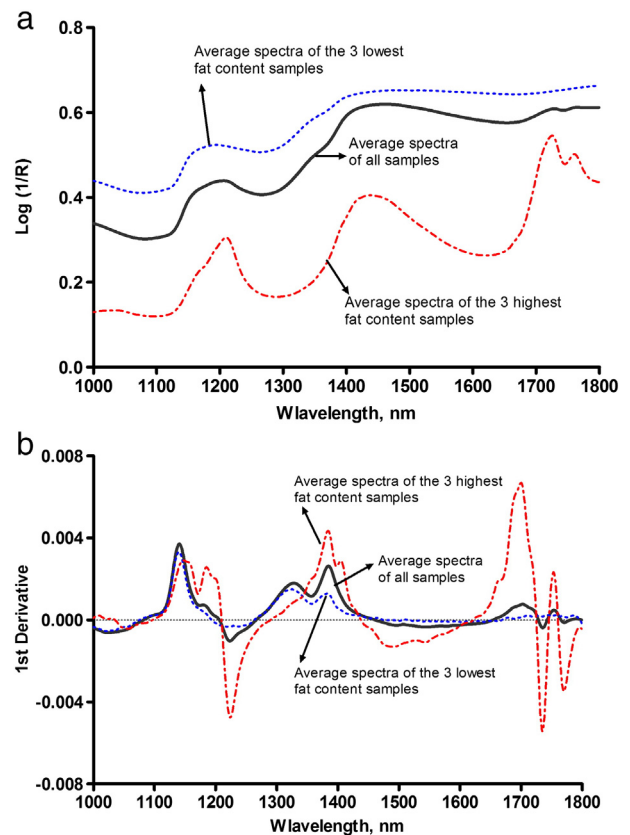 a
0.8
Average spectra of the 3 lowest
fat content samples
0.6
Average spectra
of all samples
Log (1/R)
0.4
0.2
Average spectra of the 3 highest
fat content samples
0.0
1000 1100 1200 1300 1400 1500 1600 1700 1800
Wlavelength, nm
b
0.008
Average spectra of the 3 highest
fat content samples
0.004
Average spectra
of all samples
1st Derivative
0.000
Average spectra of the 3 lowest
fat content samples
-0.004
-0.008
1000 1100 1200 1300 1400 1500 1600 1700 1800
Wlavelength, nm